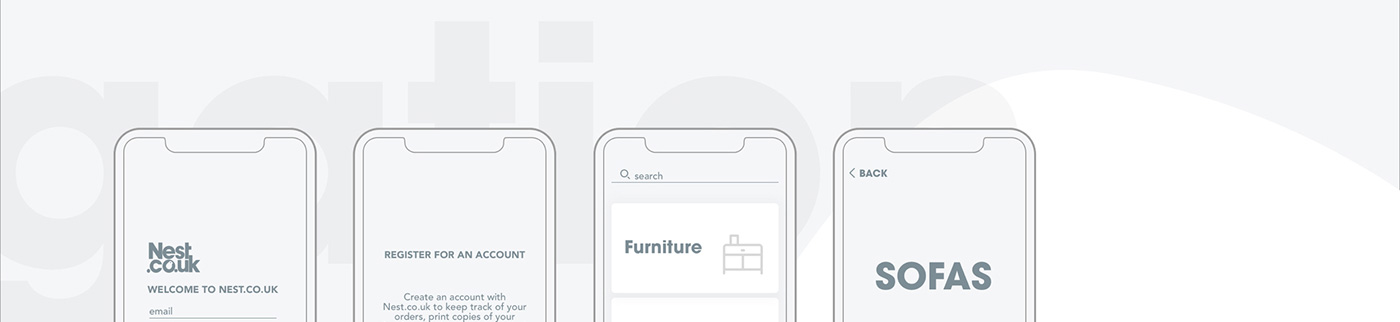 gation
Nest
.co.uk
WELCOME TO NEST.CO.UK
email
REGISTER FOR AN ACCOUNT
Create an account with
Nest.co.uk to keep track of your
orders, print copies of your
search
Furniture
BACK
SOFAS